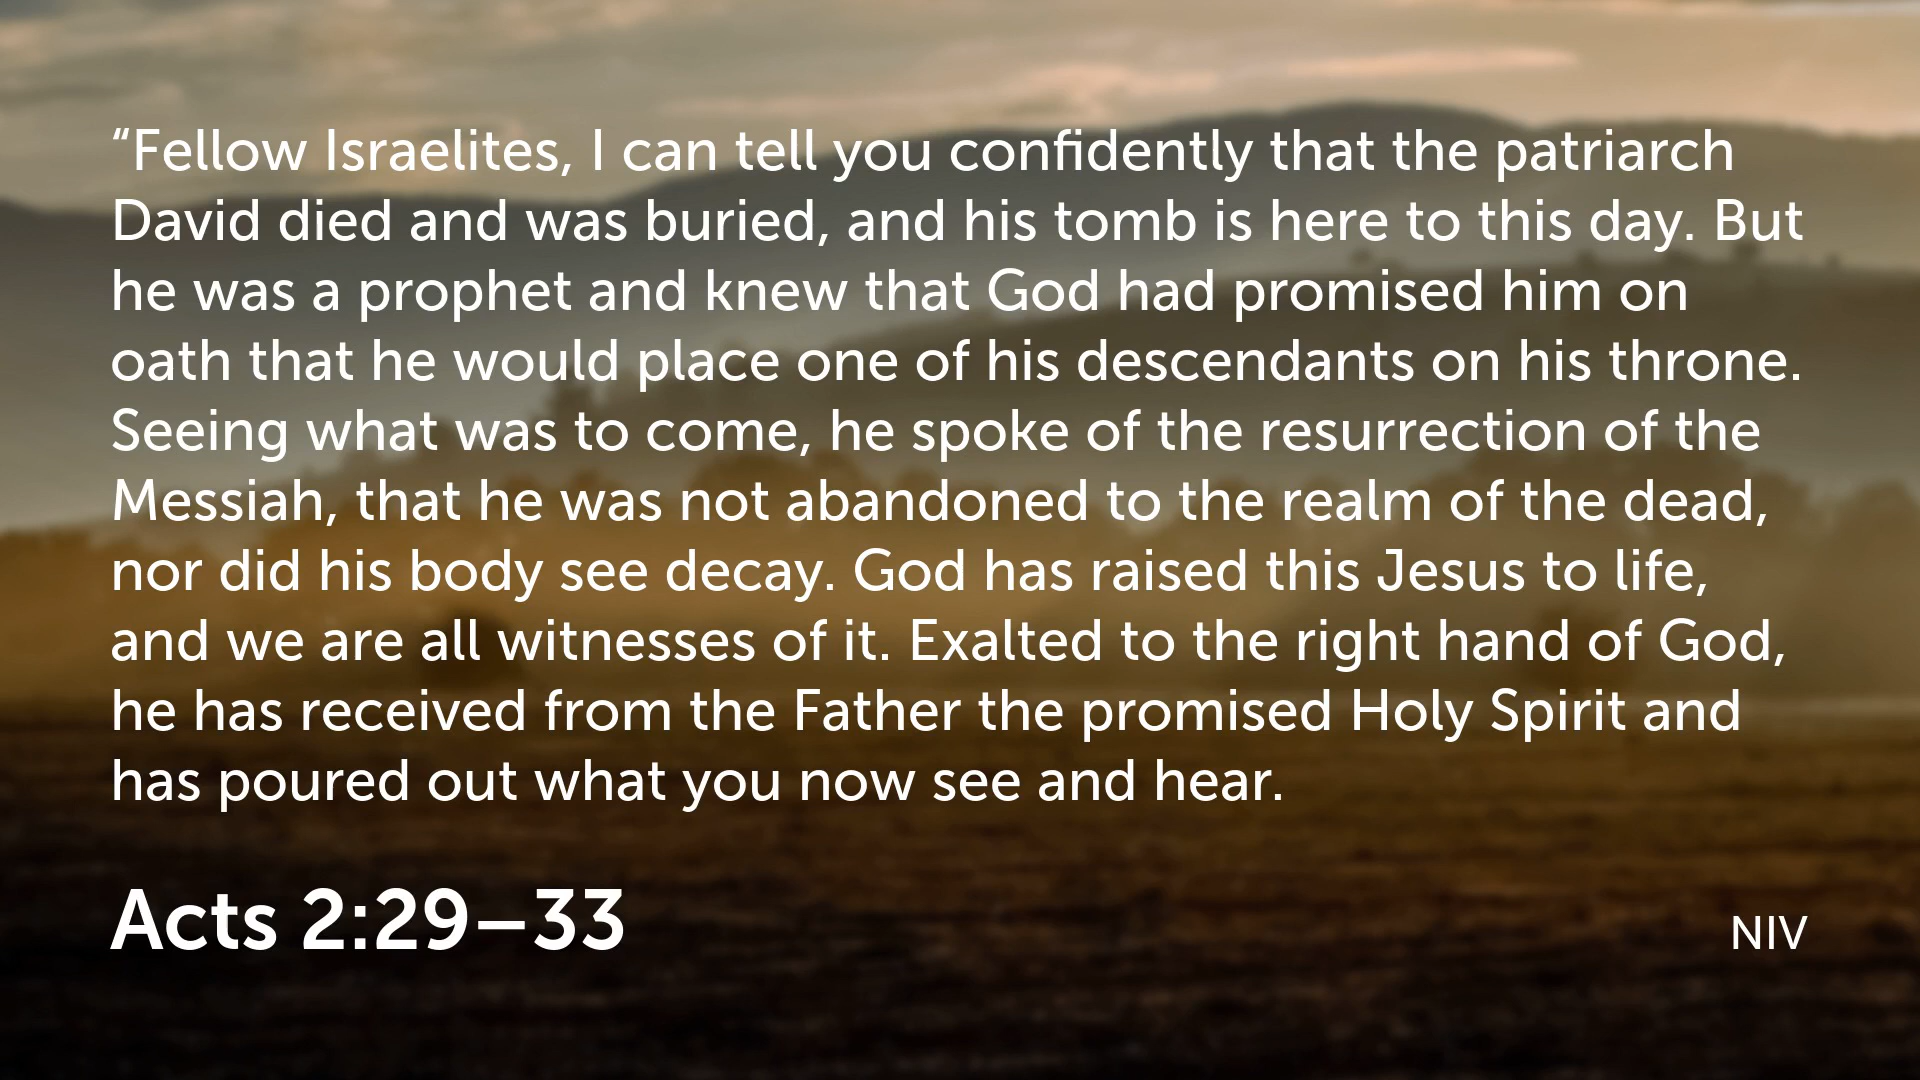 “Fellow Israelites, I can tell you confidently that the patriarch
David died and was buried, and his tomb is here to this day. But
he was a prophet and knew that God had promised him on
oath that he would place one of his descendants on his throne.
Seeing what was to come, he spoke of the resurrection of the
Messiah, that he was not abandoned to the realm of the dead,
nor did his body see decay. God has raised this Jesus to life,
and we are all witnesses of it. Exalted to the right hand of God,
he has received from the Father the promised Holy Spirit and
has poured out what you now see and hear.
Acts 2:29–33
NIV